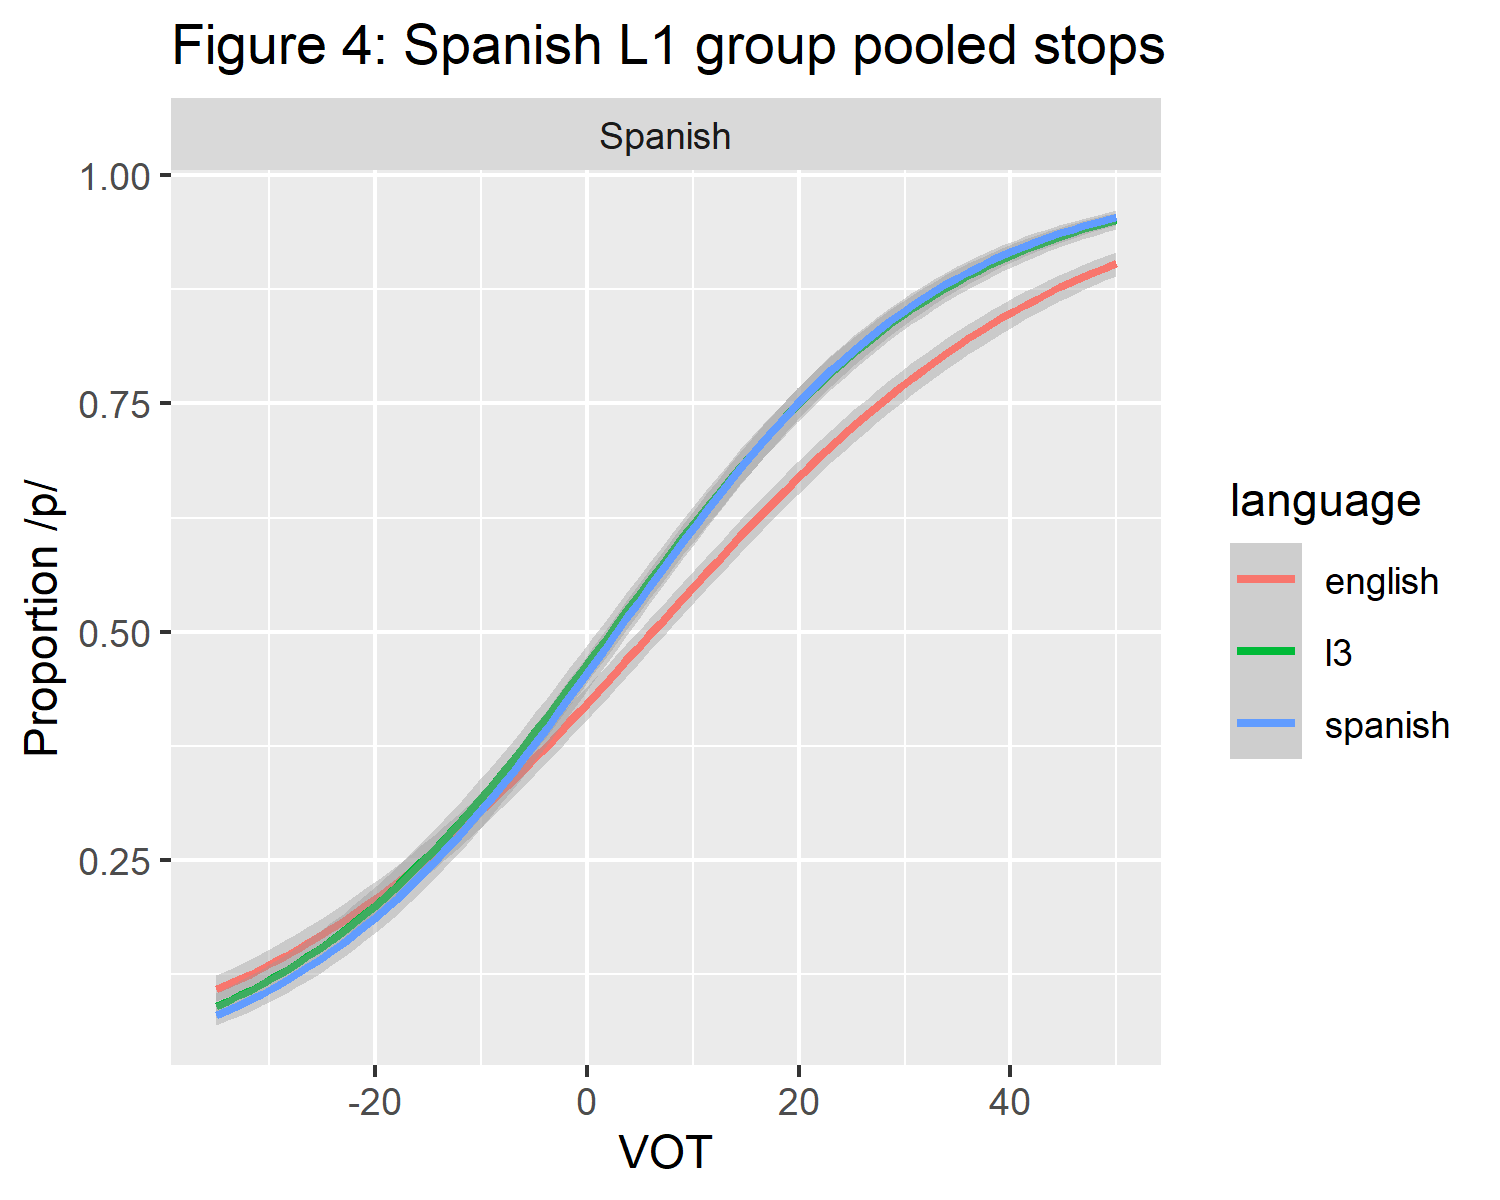 Figure 4: Spanish L1 group pooled stops
Spanish
1.00
0.75
0.50
0.25
Proportion /p/
-20 0 20 40
VOT
language
english
l3
spanish